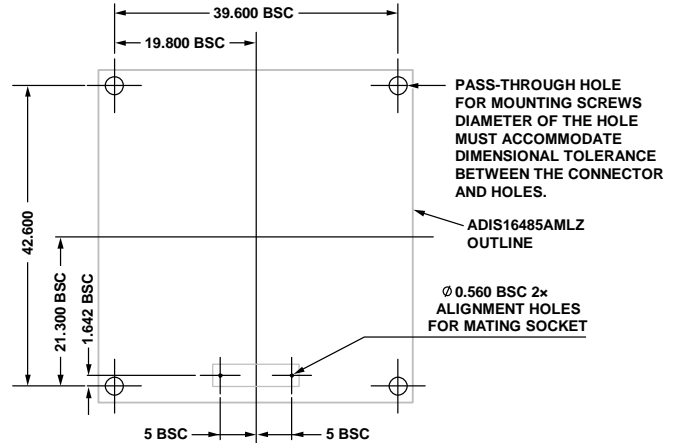 39.600 BSC
19.800 BSC
PASS-THROUGH HOLE
FOR MOUNTING SCREWS
DIAMETER OF THE HOLE
MUST ACCOMMODATE
DIMENSIONAL TOLERANCE
BETWEEN THE CONNECTOR
AND HOLES.
42.600
ADIS16485AMLZ
OUTLINE
21.300 BSC
1.642 BSC
Ø 0.560 BSC 2×
ALIGNMENT HOLES
FOR MATING SOCKET
5 BSC
5 BSC